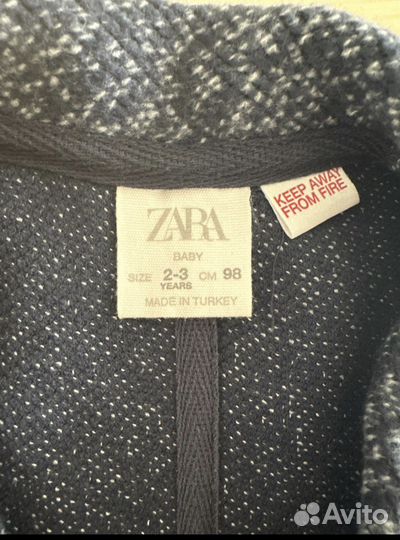 ZARA
BABY
SIZE 2-3 YEARS CM 98
MADE IN TURKEY
KEEP AWAY
FROM FIRE
Avito